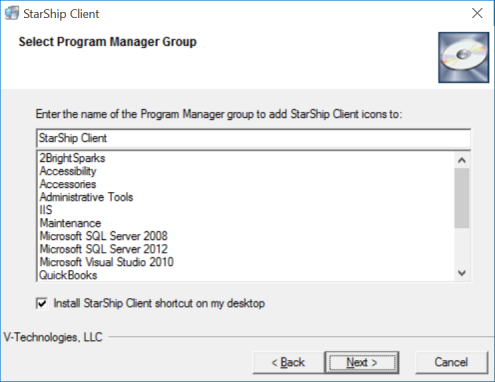 StarShip Client
Select Program Manager Group
Enter the name of the Program Manager group to add StarShip Client icons to:
StarShip Client
2BrightSparks
Accessibility
Accessories
Administrative Tools
IIS
Maintenance
Microsoft SQL Server 2008
Microsoft SQL Server 2012
Microsoft Visual Studio 2010
QuickBooks
Install StarShip Client shortcut on my desktop
V-Technologies, LLC
< Back Next > Cancel